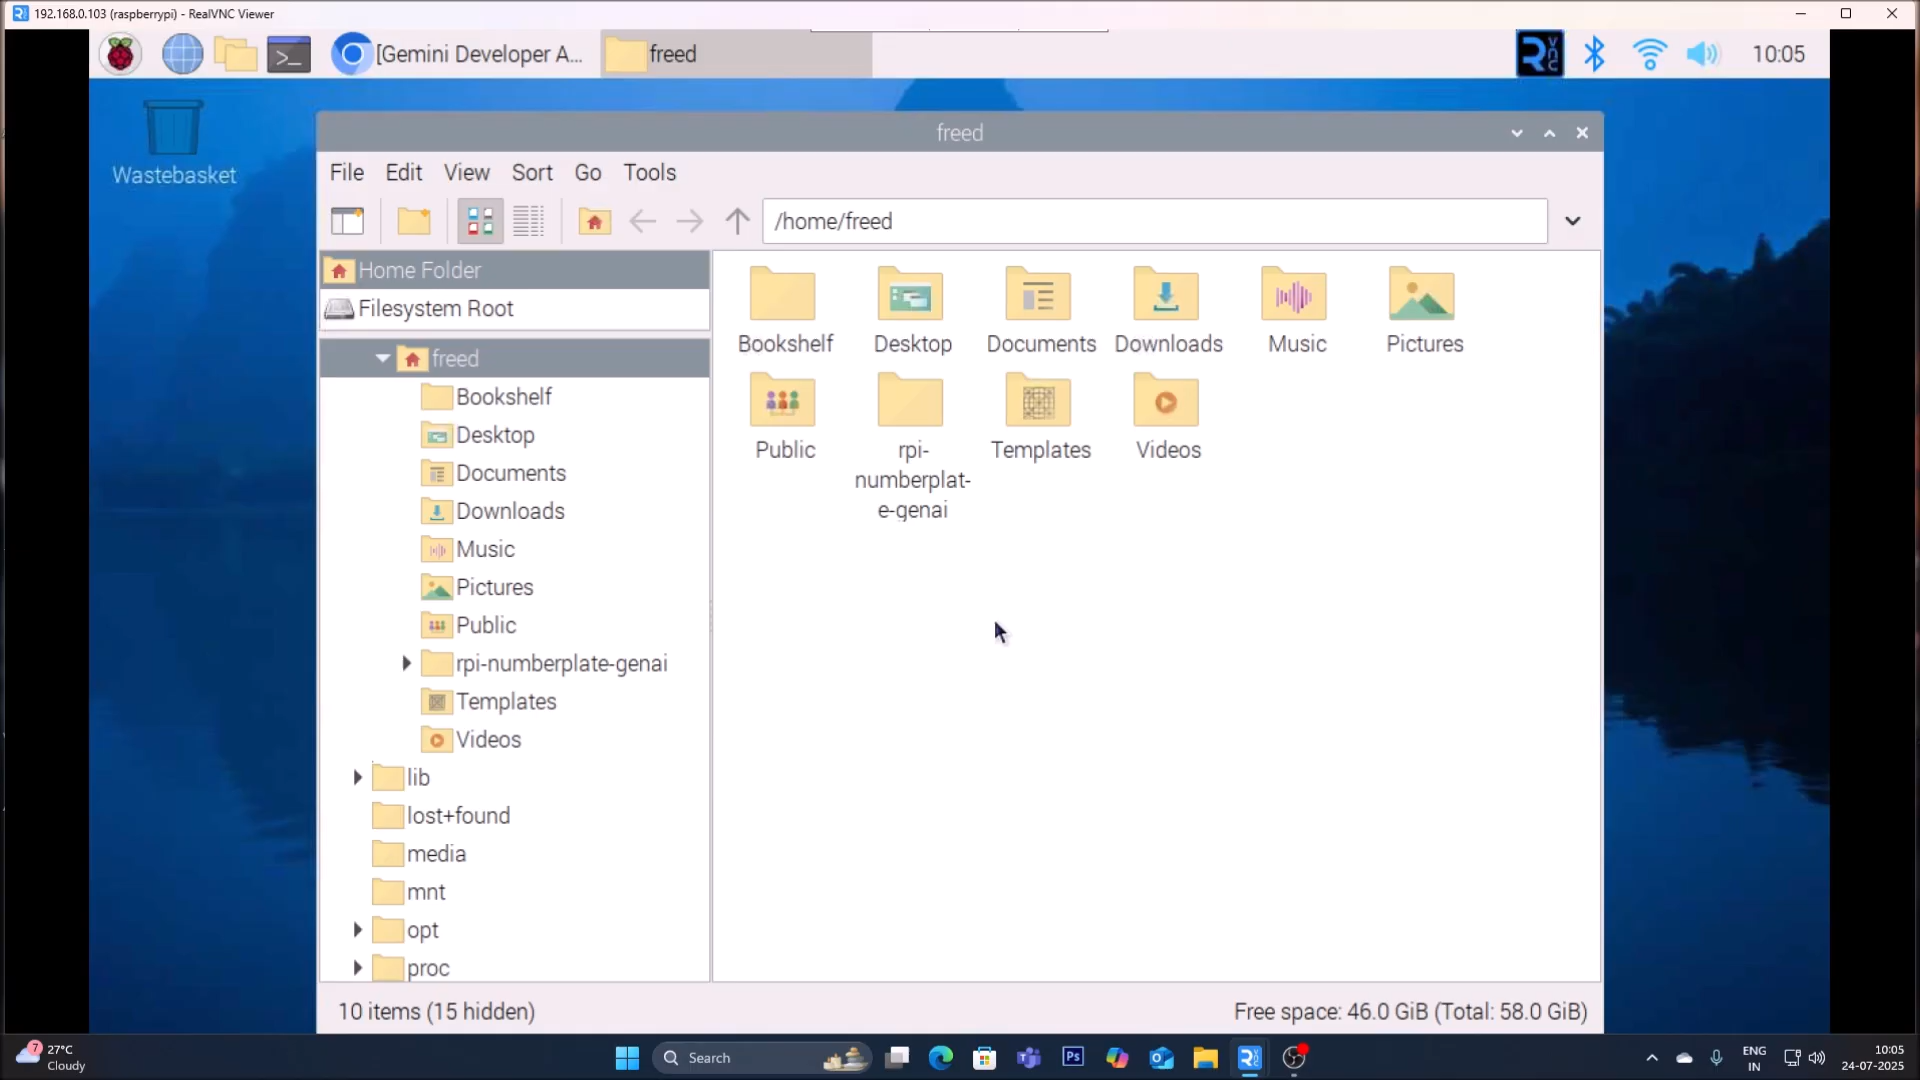 192.168.0.103 (raspberrypi) - RealVNC Viewer
[Gemini Developer A...
freed
10:05
Wastebasket
freed
File Edit View Sort Go Tools
/home/freed
Home Folder
Filesystem Root
freed
Bookshelf
Desktop
Documents
Downloads
Music
Pictures
Public
rpi-numberplate-genai
Templates
Videos
lib
lost+found
media
mnt
opt
proc
Bookshelf Desktop Documents Downloads Music Pictures
Public rpi- Templates Videos
numberplat-
e-genai
10 items (15 hidden)
Free space: 46.0 GiB (Total: 58.0 GiB)
7
27°C
Cloudy
Search
Ps
ENG
IN
10:05
24-07-2025